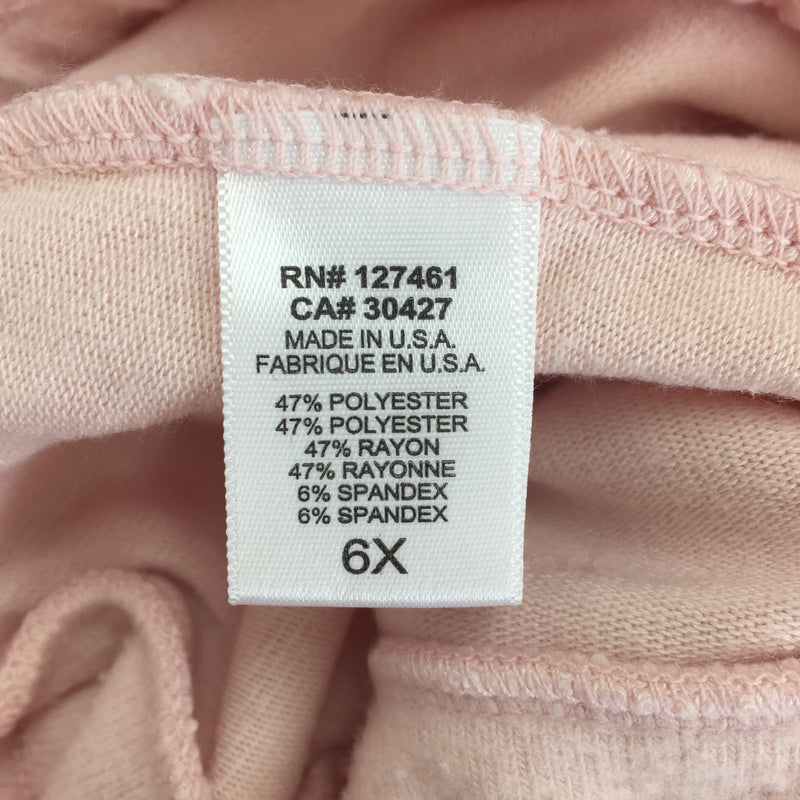 RN# 127461
CA# 30427
MADE IN U.S.A.
FABRIQUE EN U.S.A.
47% POLYESTER
47% POLYESTER
47% RAYON
47% RAYONNE
6% SPANDEX
6% SPANDEX
6X